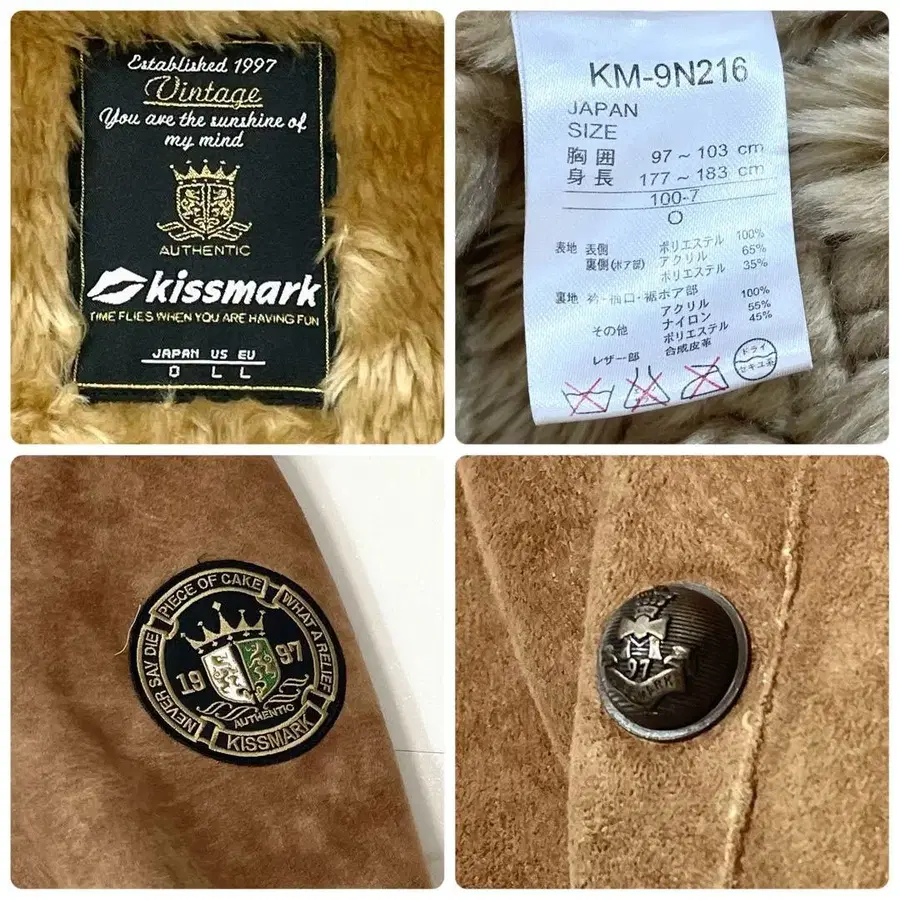 Established 1997
Vintage
You are the sunshine of
my mind
AUTHENTIC
kissmark
TIME FLIES WHEN YOU ARE HAVING FUN
JAPAN US EU
O L L
KM-9N216
JAPAN
SIZE
胸囲 97~103 cm
身長 177~183 cm
100-7
O
表地 表側 ポリエステル 100%
裏側(ボア部) アクリル 65%
ポリエステル 35%
裏地 衿・袖口・裾ボア部
アクリル 100%
その他 ナイロン 55%
ポリエステル 45%
レザー部 合成皮革
ドライ
セキユ系
PIECE OF CAKE
WHAT A RELIEF
NEVER SAY DIE
1997
AUTHENTIC
KISSMARK
97